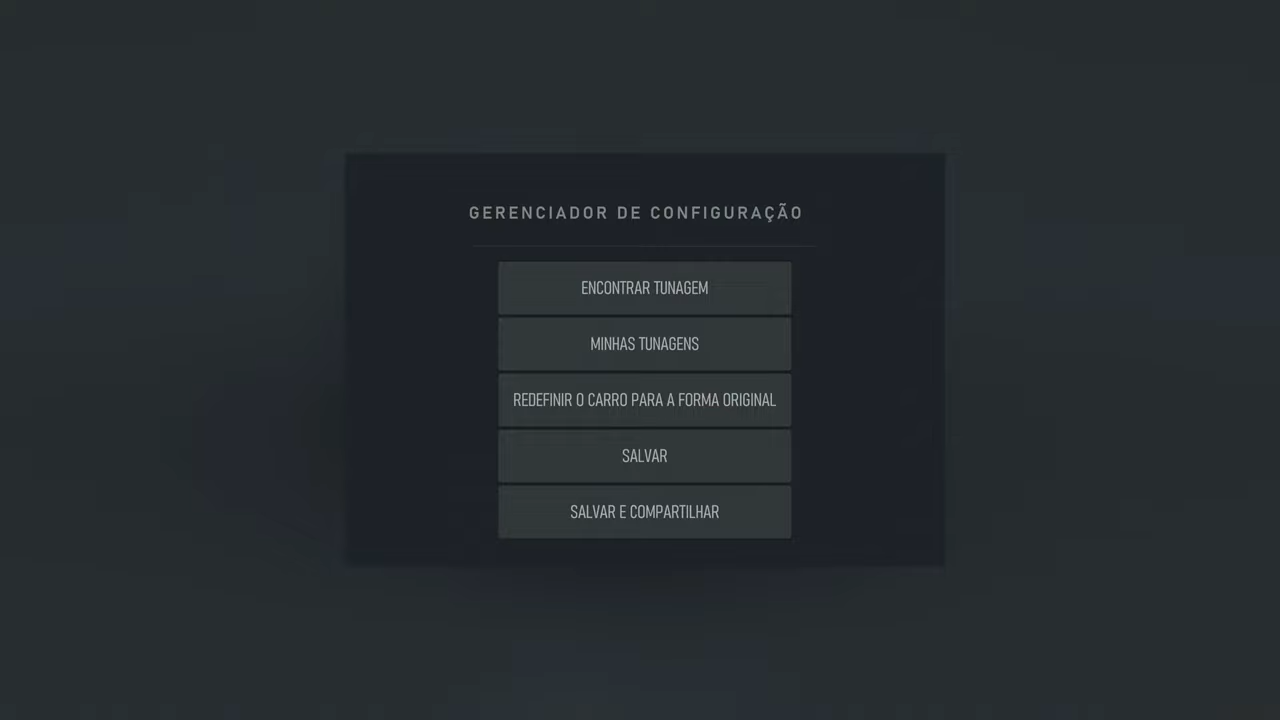 GERENCIADOR DE CONFIGURAÇÃO
ENCONTRAR TUNAGEM
MINHAS TUNAGENS
REDEFINIR O CARRO PARA A FORMA ORIGINAL
SALVAR
SALVAR E COMPARTILHAR